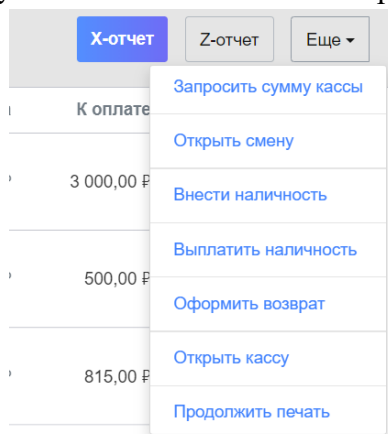 X-отчет Z-отчет Еще
К оплате
Запросить сумму кассы
Открыть смену
3 000,00 ₽
Внести наличность
Выплатить наличность
500,00 ₽
Оформить возврат
Открыть кассу
815,00 ₽
Продолжить печать